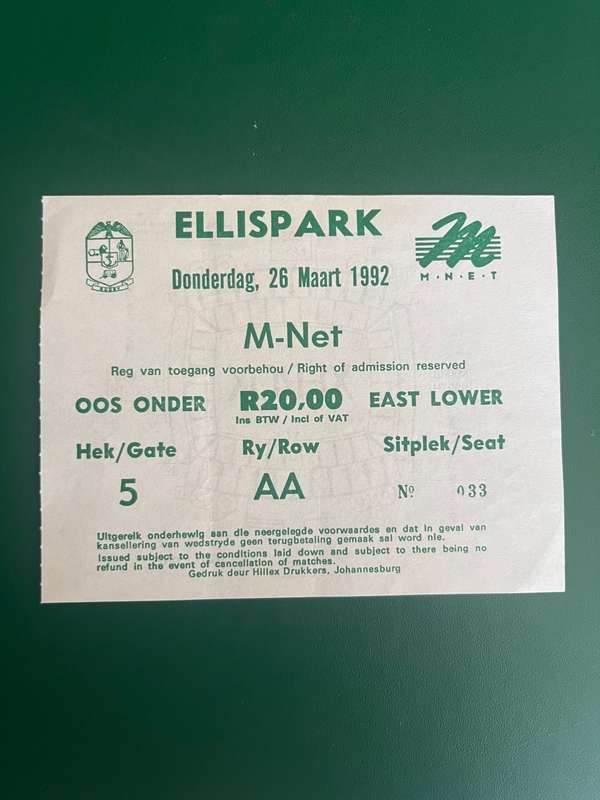 ELLISPARK
Donderdag, 26 Maart 1992
M·N·E·T
M-Net
Reg van toegang voorbehou / Right of admission reserved
OOS ONDER R20,00 EAST LOWER
Ins BTW / Incl of VAT
Hek/Gate Ry/Row Sitplek/Seat
5 AA Nº 033
Uitgereik onderhewig aan die neergelegde voorwaardes en dat in geval van
kansellering van wedstryde geen terugbetaling gemaak sal word nie.
Issued subject to the conditions laid down and subject to there being no
refund in the event of cancellation of matches.
Gedruk deur Hillex Drukkers, Johannesburg